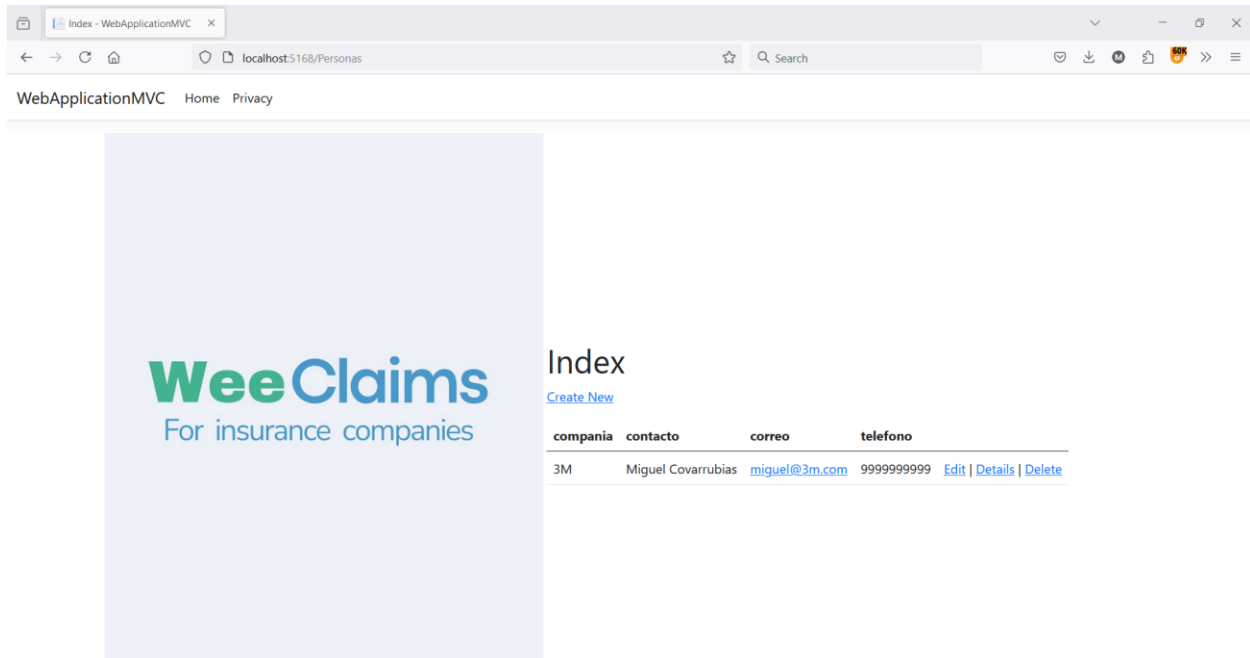 Index - WebApplicationMVC
localhost:5168/Personas
Search
M
60K
WebApplicationMVC Home Privacy
WeeClaims
For insurance companies
Index
Create New
compania contacto correo telefono
3M Miguel Covarrubias miguel@3m.com 9999999999 Edit | Details | Delete